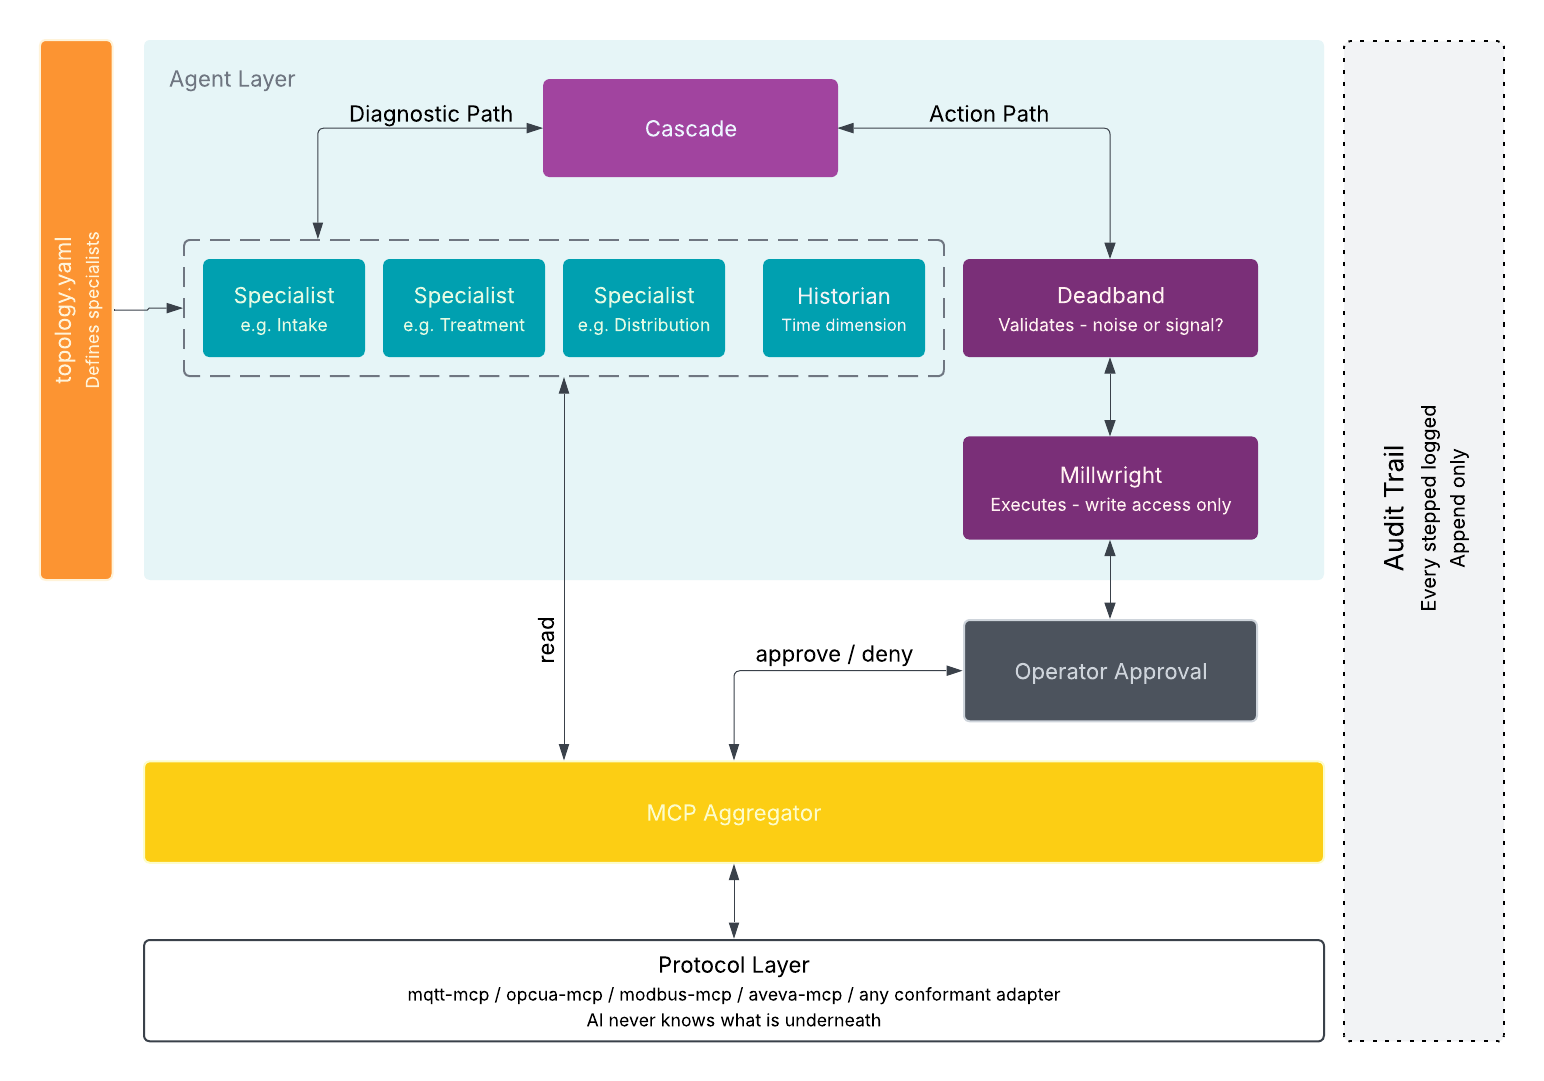 topology.yaml
Defines specialists
Agent Layer
Diagnostic Path
Cascade
Action Path
Specialist
e.g. Intake
Specialist
e.g. Treatment
Specialist
e.g. Distribution
Historian
Time dimension
Deadband
Validates - noise or signal?
Millwright
Executes - write access only
read
approve / deny
Operator Approval
MCP Aggregator
Protocol Layer
mqtt-mcp / opcua-mcp / modbus-mcp / aveva-mcp / any conformant adapter
AI never knows what is underneath
Audit Trail
Every stepped logged
Append only